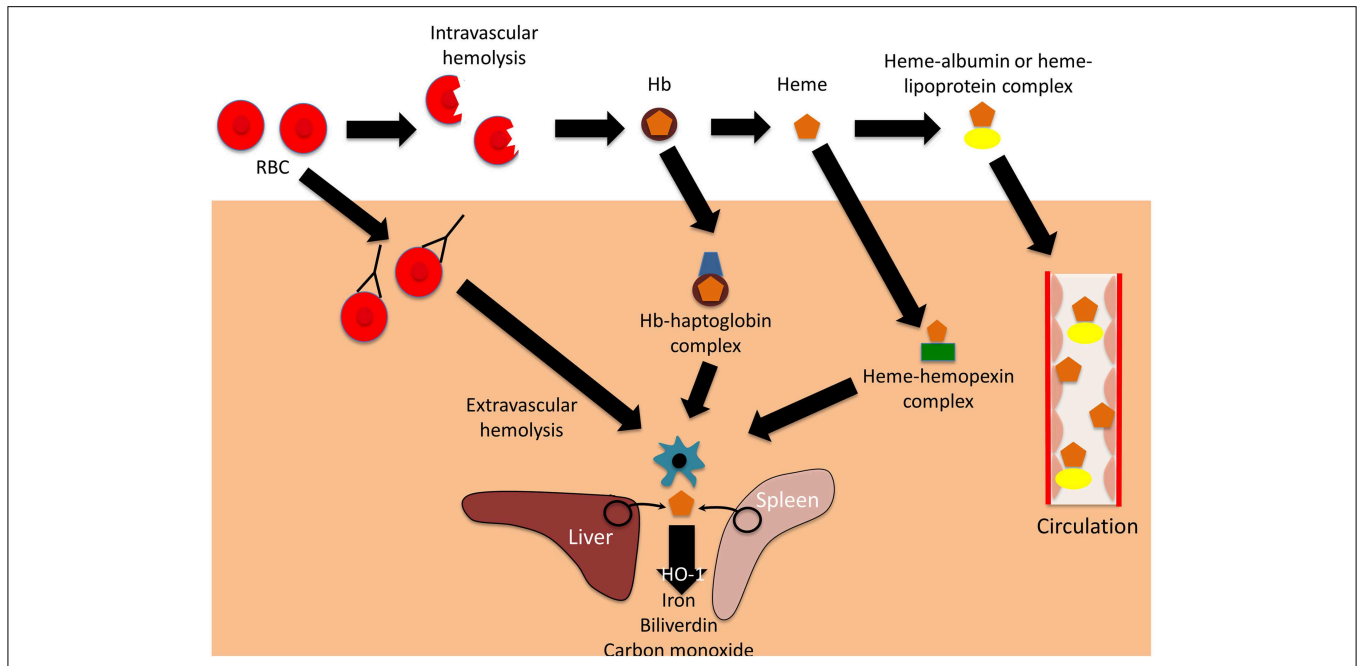 Intravascular
hemolysis
Hb
Heme
Heme-albumin or heme-
lipoprotein complex
RBC
Hb-haptoglobin
complex
Heme-hemopexin
complex
Extravascular
hemolysis
Circulation
Liver
Spleen
HO-1
Iron
Biliverdin
Carbon monoxide